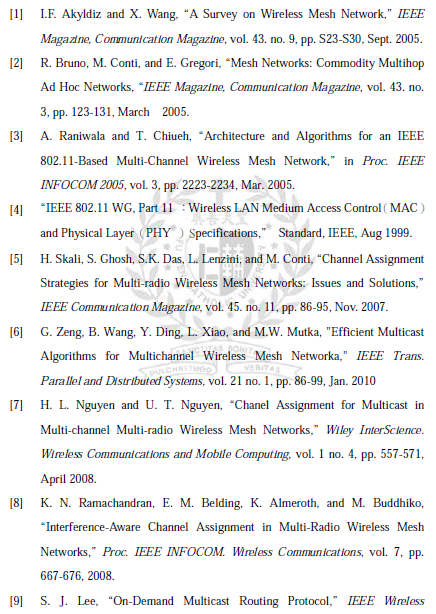 [1] I.F. Akyldiz and X. Wang, “A Survey on Wireless Mesh Network,” IEEE
Magazine, Communication Magazine, vol. 43. no. 9, pp. S23-S30, Sept. 2005.
[2] R. Bruno, M. Conti, and E. Gregori, “Mesh Networks: Commodity Multihop
Ad Hoc Networks, “IEEE Magazine, Communication Magazine, vol. 43. no.
3, pp. 123-131, March 2005.
[3] A. Raniwala and T. Chiueh, “Architecture and Algorithms for an IEEE
802.11-Based Multi-Channel Wireless Mesh Network,” in Proc. IEEE
INFOCOM 2005, vol. 3, pp. 2223-2234, Mar. 2005.
[4] “IEEE 802.11 WG, Part 11 ：Wireless LAN Medium Access Control（MAC）
and Physical Layer（PHY ）Specifications,” Standard, IEEE, Aug 1999.
[5] H. Skali, S. Ghosh, S.K. Das, L. Lenzini, and M. Conti, “Channel Assignment
Strategies for Multi-radio Wireless Mesh Networks: Issues and Solutions,”
IEEE Communication Magazine, vol. 45. no. 11, pp. 86-95, Nov. 2007.
[6] G. Zeng, B. Wang, Y. Ding, L. Xiao, and M.W. Mutka, "Efficient Multicast
Algorithms for Multichannel Wireless Mesh Networka," IEEE Trans.
Parallel and Distributed Systems, vol. 21 no. 1, pp. 86-99, Jan. 2010
[7] H. L. Nguyen and U. T. Nguyen, “Chanel Assignment for Multicast in
Multi-channel Multi-radio Wireless Mesh Networks,” Wiley InterScience.
Wireless Communications and Mobile Computing, vol. 1 no. 4, pp. 557-571,
April 2008.
[8] K. N. Ramachandran, E. M. Belding, K. Almeroth, and M. Buddhiko,
“Interference-Aware Channel Assignment in Multi-Radio Wireless Mesh
Networks,” Proc. IEEE INFOCOM. Wireless Communications, vol. 7, pp.
667-676, 2008.
[9] S. J. Lee, “On-Demand Multicast Routing Protocol,” IEEE Wireless